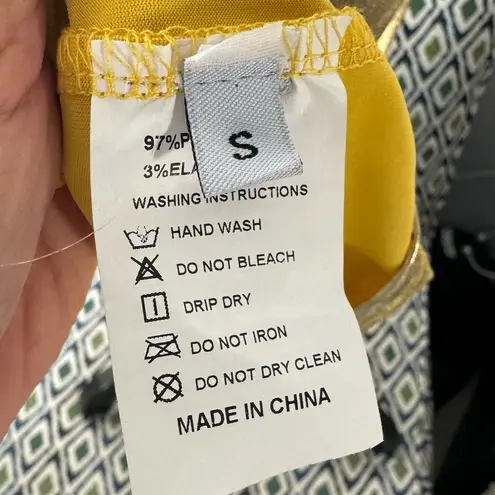 S
97%
3%
WASHING INSTRUCTIONS
HAND WASH
DO NOT BLEACH
DRIP DRY
DO NOT IRON
DO NOT DRY CLEAN
MADE IN CHINA